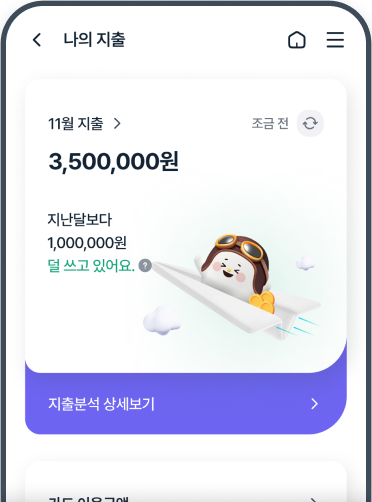 나의 지출
11월 지출
조금 전
3,500,000원
지난달보다
1,000,000원
덜 쓰고 있어요. ?
지출분석 상세보기